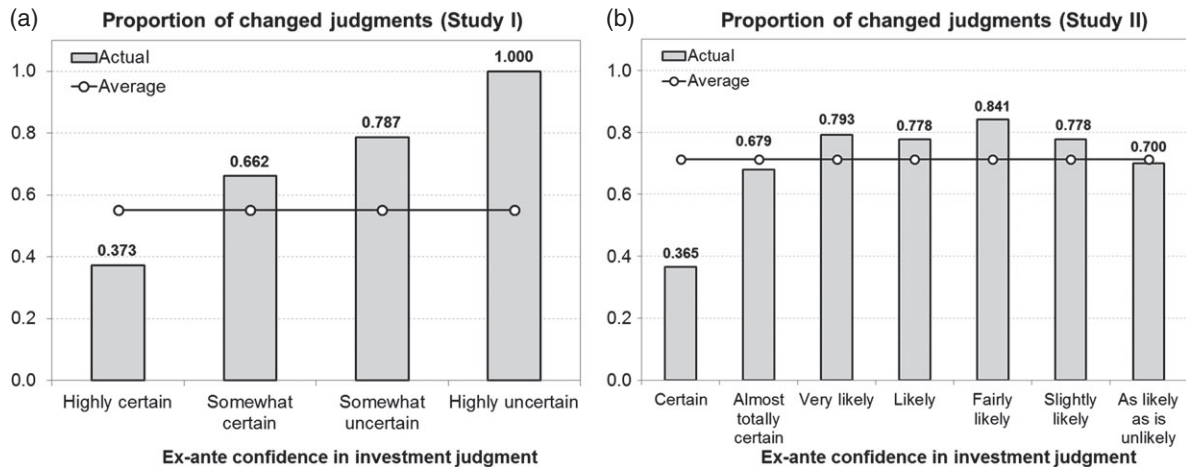 (a)
Proportion of changed judgments (Study I)
Actual
Average
1.0
0.8
0.6
0.4
0.2
0.0
0.373
0.662
0.787
1.000
Highly certain
Somewhat
certain
Somewhat
uncertain
Highly uncertain
Ex-ante confidence in investment judgment
(b)
Proportion of changed judgments (Study II)
Actual
Average
1.0
0.8
0.6
0.4
0.2
0.0
0.365
0.679
0.793
0.778
0.841
0.778
0.700
Certain
Almost
totally
certain
Very likely
Likely
Fairly
likely
Slightly
likely
As likely
as is
unlikely
Ex-ante confidence in investment judgment